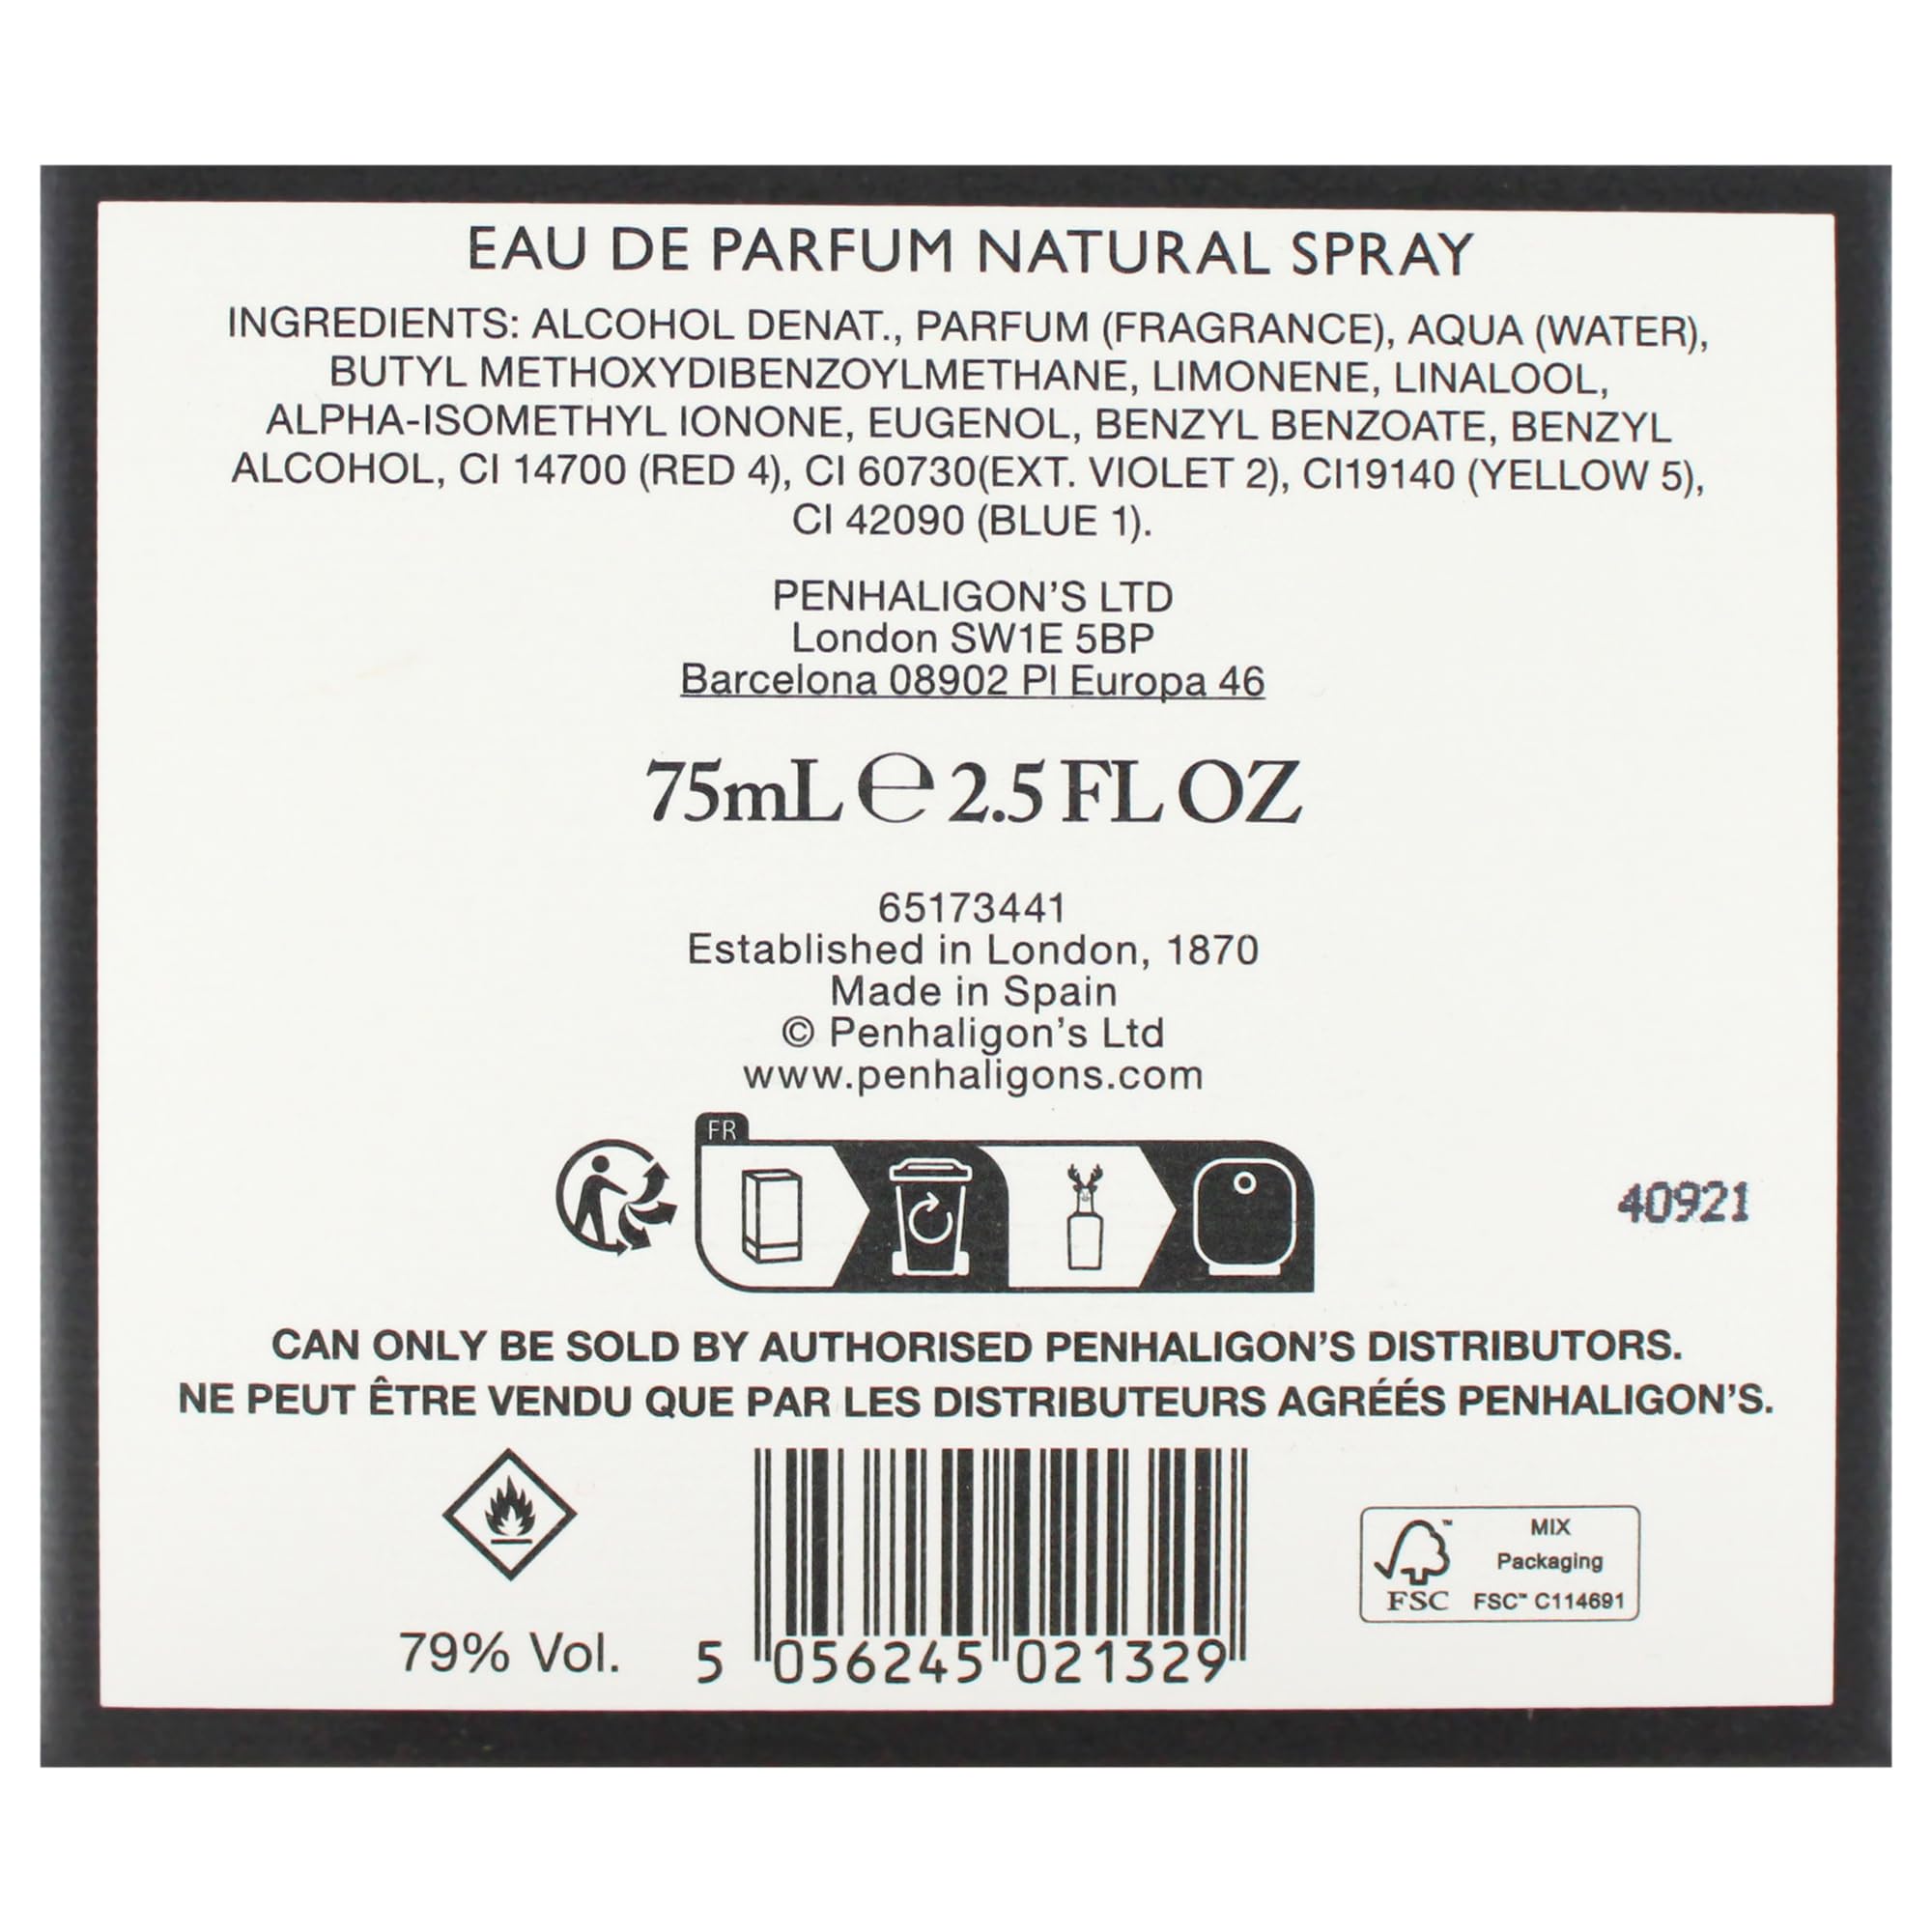 EAU DE PARFUM NATURAL SPRAY
INGREDIENTS: ALCOHOL DENAT., PARFUM (FRAGRANCE), AQUA (WATER),
BUTYL METHOXYDIBENZOYLMETHANE, LIMONENE, LINALOOL,
ALPHA-ISOMETHYL IONONE, EUGENOL, BENZYL BENZOATE, BENZYL
ALCOHOL, CI 14700 (RED 4), CI 60730(EXT. VIOLET 2), CI19140 (YELLOW 5),
CI 42090 (BLUE 1).
PENHALIGON'S LTD
London SW1E 5BP
Barcelona 08902 Pl Europa 46
75mL ℮ 2.5 FL OZ
65173441
Established in London, 1870
Made in Spain
© Penhaligon's Ltd
www.penhaligons.com
FR
40921
CAN ONLY BE SOLD BY AUTHORISED PENHALIGON'S DISTRIBUTORS.
NE PEUT ÊTRE VENDU QUE PAR LES DISTRIBUTEURS AGRÉÉS PENHALIGON'S.
79% Vol.
5 056245 021329
MIX
Packaging
FSC™ C114691
FSC